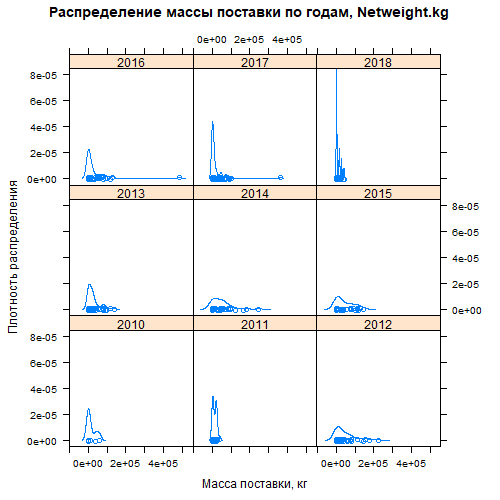 Распределение массы поставки по годам, Netweight.kg
0e+00 2e+05 4e+05
2016 2017 2018
8e-05
6e-05
4e-05
2e-05
0e+00
2013 2014 2015
8e-05
6e-05
4e-05
2e-05
0e+00
2010 2011 2012
8e-05
6e-05
4e-05
2e-05
0e+00
0e+00 2e+05 4e+05 0e+00 2e+05 4e+05
Плотность распределения
Масса поставки, кг